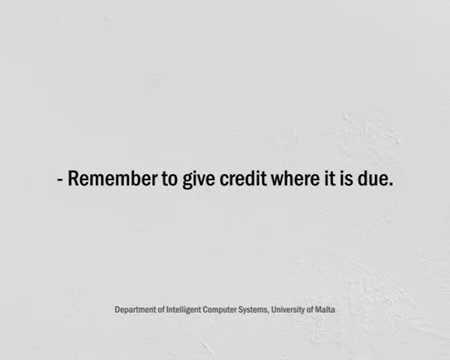 - Remember to give credit where it is due.
Department of Intelligent Computer Systems, University of Malta